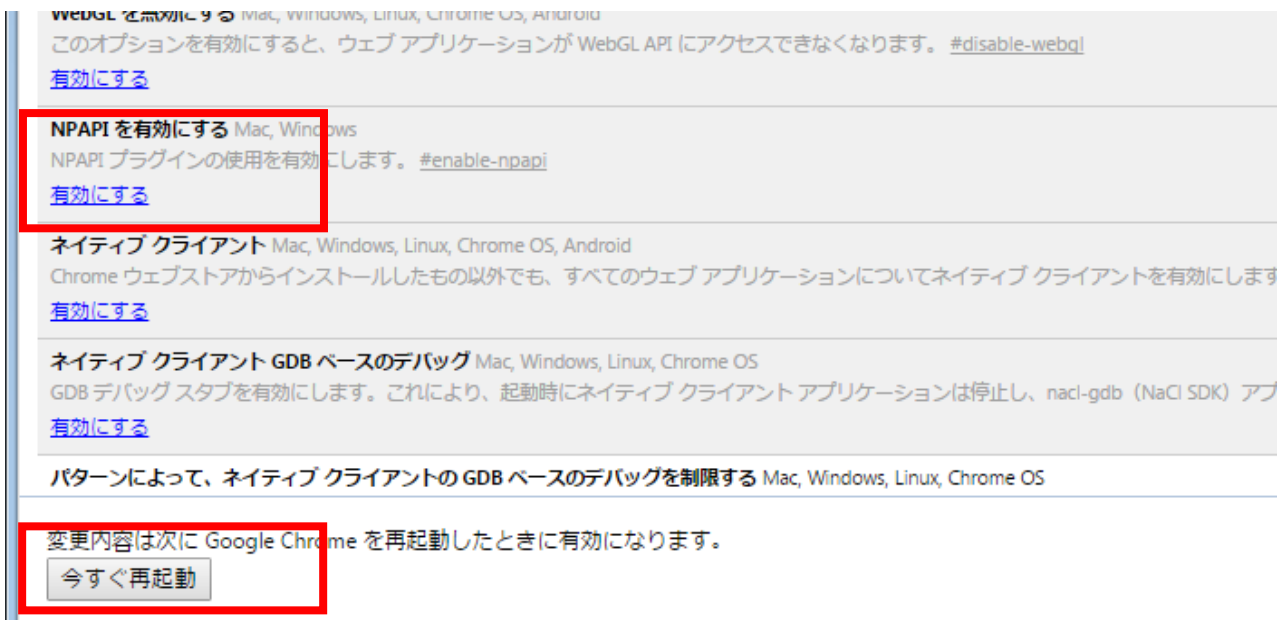 WebGL を無効にする Mac, Windows, Linux, Chrome OS, Android
このオプションを有効にすると、ウェブ アプリケーションが WebGL API にアクセスできなくなります。 #disable-webgl
有効にする
NPAPI を有効にする Mac, Windows
NPAPI プラグインの使用を有効にします。 #enable-npapi
有効にする
ネイティブ クライアント Mac, Windows, Linux, Chrome OS, Android
Chrome ウェブストアからインストールしたもの以外でも、すべてのウェブ アプリケーションについてネイティブ クライアントを有効にします
有効にする
ネイティブ クライアント GDB ベースのデバッグ Mac, Windows, Linux, Chrome OS
GDB デバッグ スタブを有効にします。これにより、起動時にネイティブ クライアント アプリケーションは停止し、nacl-gdb（NaCl SDK）アプ
有効にする
パターンによって、ネイティブ クライアントの GDB ベースのデバッグを制限する Mac, Windows, Linux, Chrome OS
変更内容は次に Google Chrome を再起動したときに有効になります。
今すぐ再起動